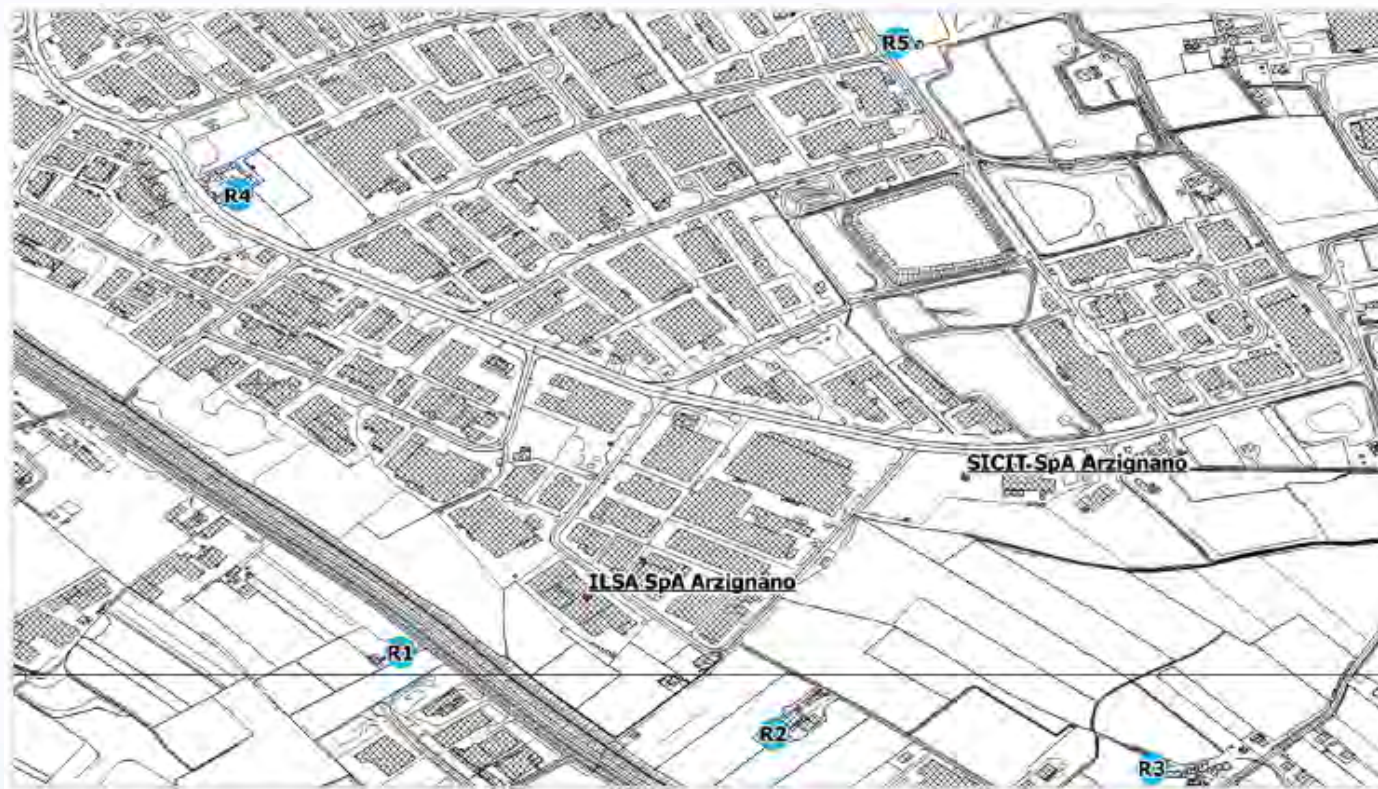 R5
R4
SICIT-SpA Arzignano
ILSA SpA Arzignano
R1
R2
R3